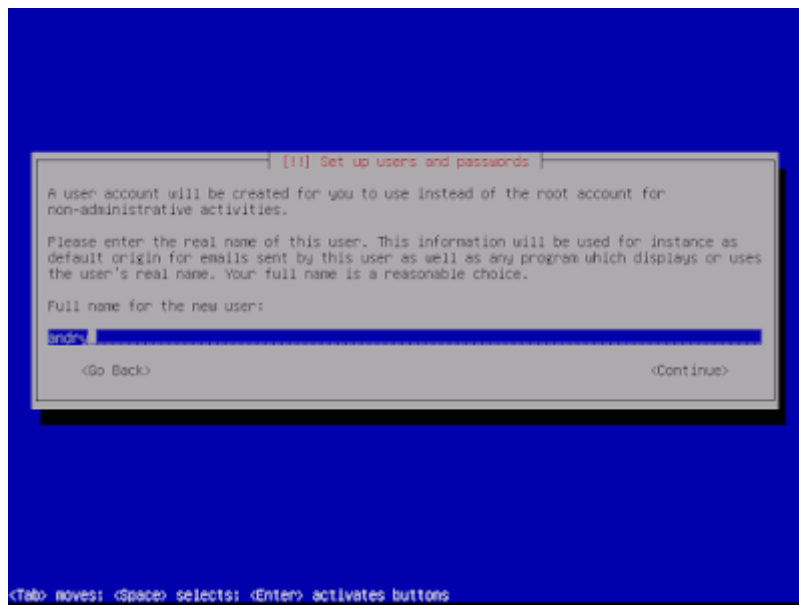 [!!] Set up users and passwords
A user account will be created for you to use instead of the root account for
non-administrative activities.
Please enter the real name of this user. This information will be used for instance as
default origin for emails sent by this user as well as any program which displays or uses
the user's real name. Your full name is a reasonable choice.
Full name for the new user:
andry
<Go Back> <Continue>
<Tab> moves; <Space> selects; <Enter> activates buttons